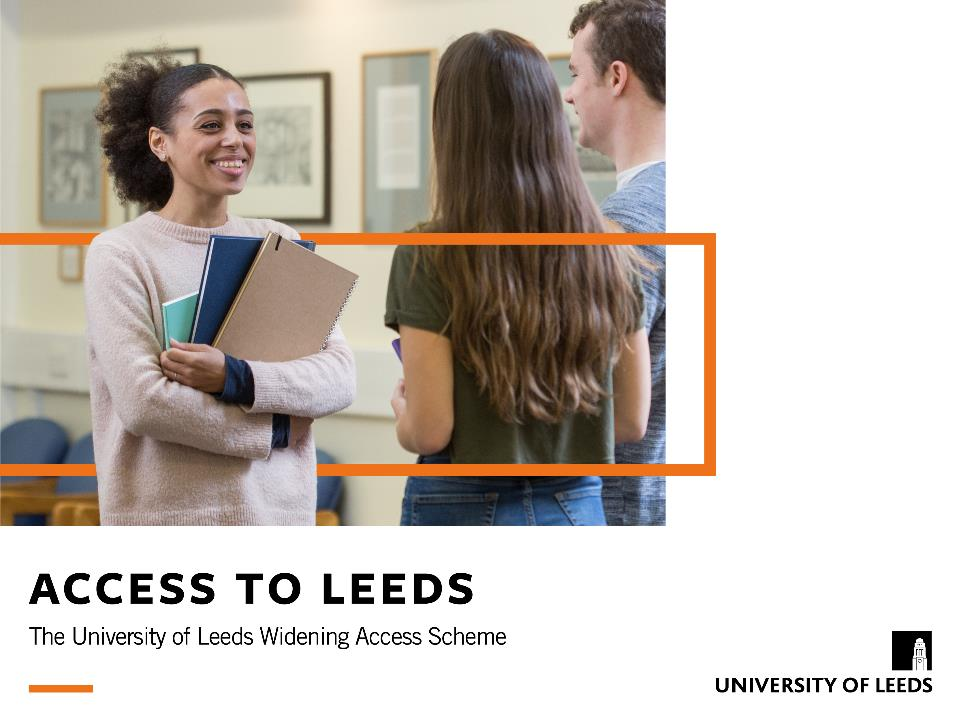 ACCESS TO LEEDS
The University of Leeds Widening Access Scheme
UNIVERSITY OF LEEDS